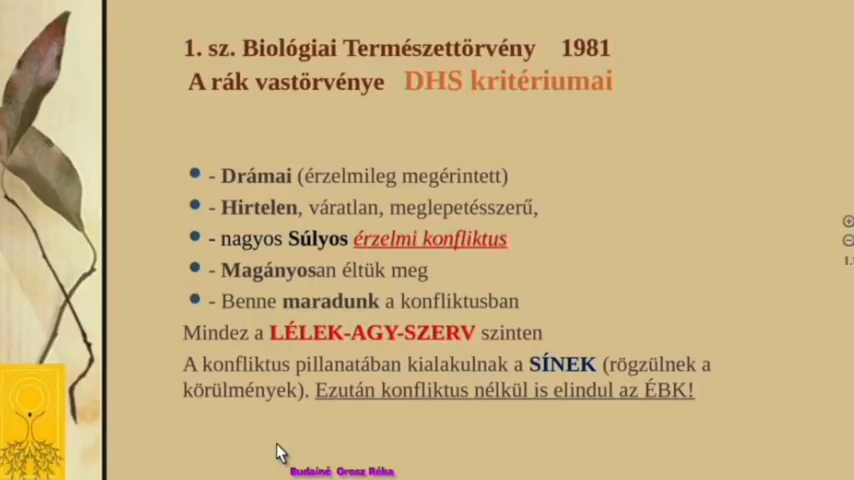 1. sz. Biológiai Természettörvény 1981
A rák vastörvénye DHS kritériumai
- Drámai (érzelmileg megérintett)
- Hirtelen, váratlan, meglepetésszerű,
- nagyos Súlyos érzelmi konfliktus
- Magányosan éltük meg
- Benne maradunk a konfliktusban
Mindez a LÉLEK-AGY-SZERV szinten
A konfliktus pillanatában kialakulnak a SÍNEK (rögzülnek a
körülmények). Ezután konfliktus nélkül is elindul az ÉBK!
Budainé Orosz Réka